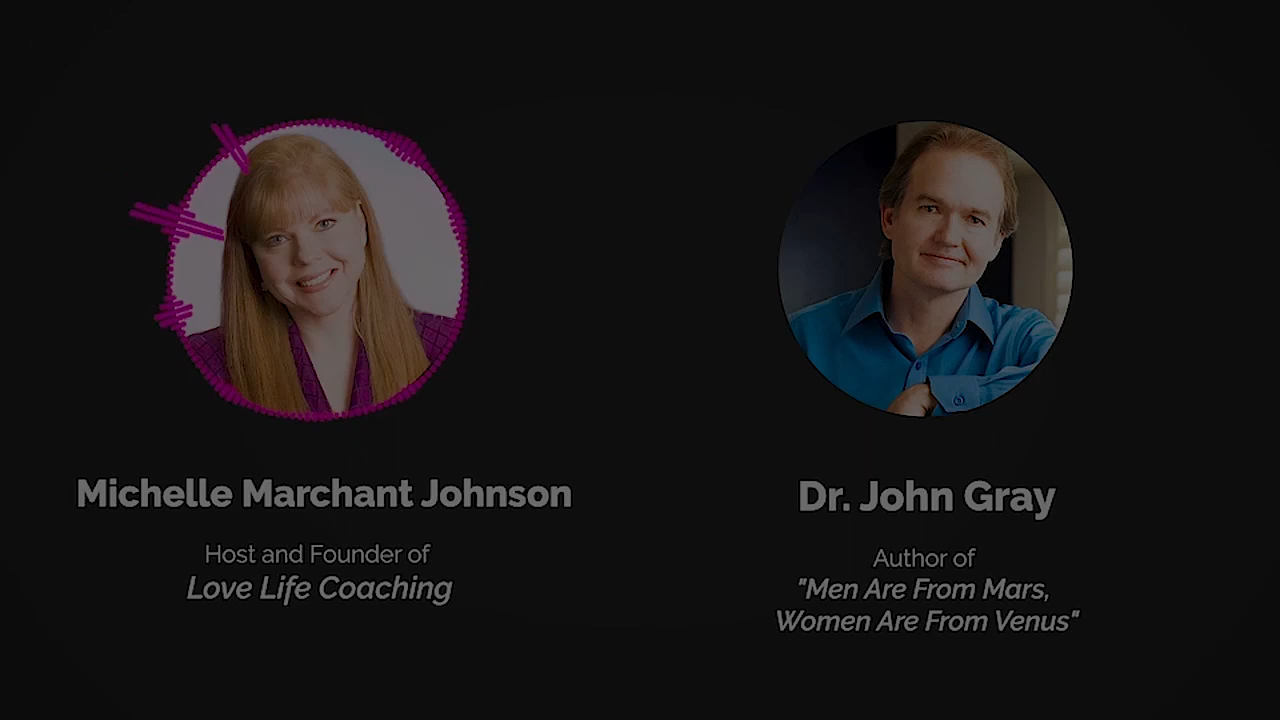 Michelle Marchant Johnson
Host and Founder of
Love Life Coaching
Dr. John Gray
Author of
"Men Are From Mars,
Women Are From Venus"